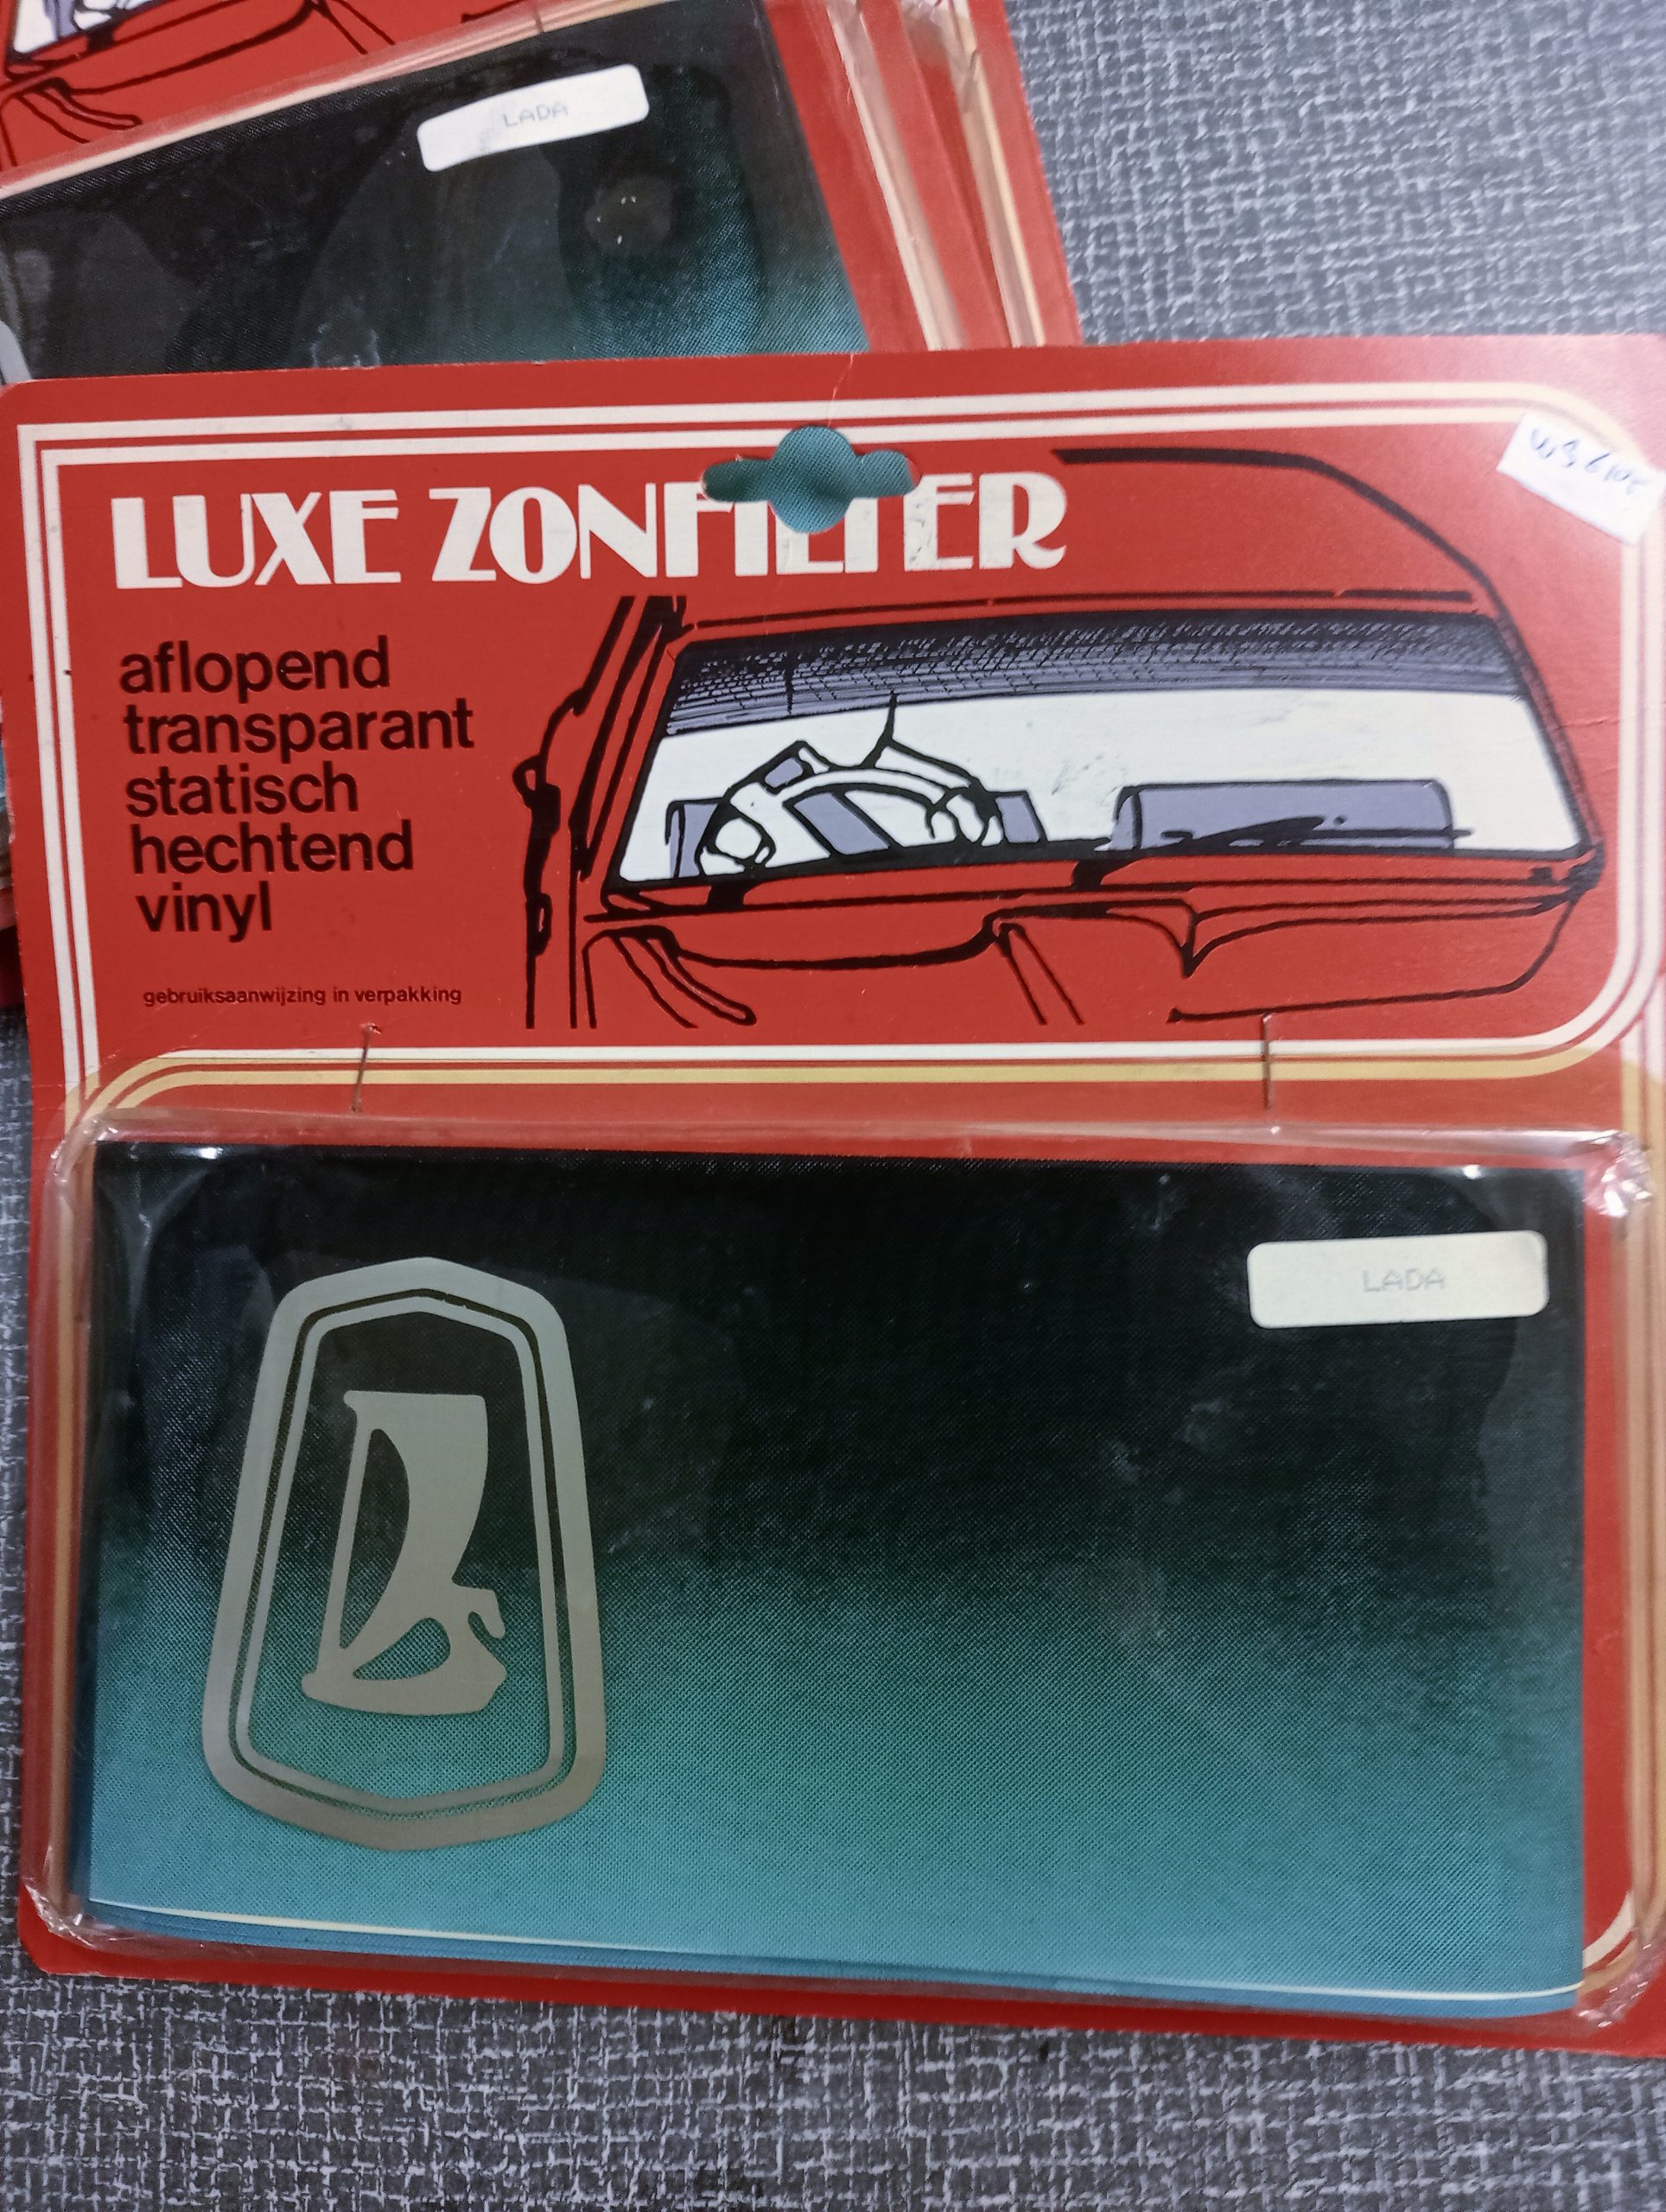 LADA
LUXE ZONFILTER
aflopend
transparant
statisch
hechtend
vinyl
gebruiksaanwijzing in verpakking
LADA